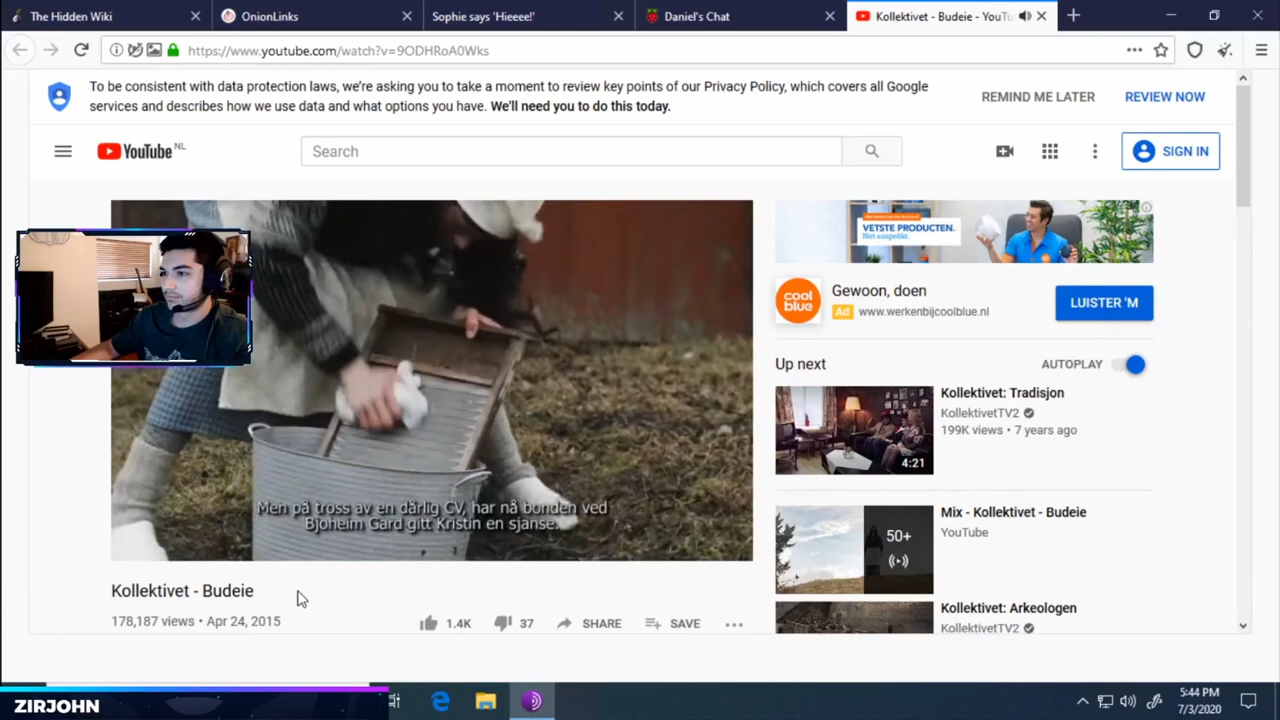 The Hidden Wiki
OnionLinks
Sophie says 'Hieeee!'
Daniel's Chat
Kollektivet - Budeie - YouTu
https://www.youtube.com/watch?v=9ODHRoA0Wks
To be consistent with data protection laws, we're asking you to take a moment to review key points of our Privacy Policy, which covers all Google
services and describes how we use data and what options you have. We'll need you to do this today.
REMIND ME LATER
REVIEW NOW
YouTube NL
Search
SIGN IN
VETSTE PRODUCTEN.
Niet aangedikt.
cool
blue
Gewoon, doen
Ad www.werkenbijcoolblue.nl
LUISTER 'M
Up next
AUTOPLAY
Kollektivet: Tradisjon
KollektivetTV2
199K views • 7 years ago
4:21
Men på tross av en dårlig CV, har nå bonden ved
Bjoheim Gard gitt Kristin en sjanse.
Mix - Kollektivet - Budeie
YouTube
50+
Kollektivet - Budeie
178,187 views • Apr 24, 2015
1.4K
37
SHARE
SAVE
Kollektivet: Arkeologen
KollektivetTV2
ZIRJOHN
5:44 PM
7/3/2020